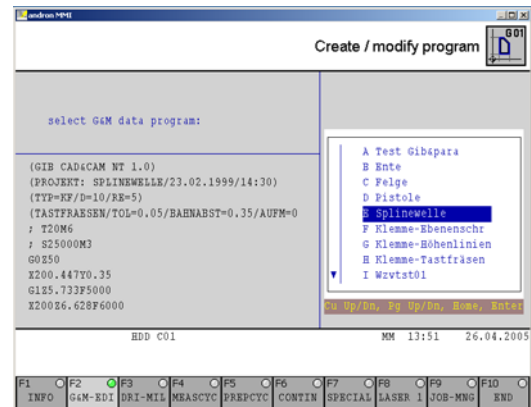 andron MMI
Create / modify program
G01
select G&M data program:
(GIB CAD&CAM NT 1.0)
(PROJEKT: SPLINEWELLE/23.02.1999/14:30)
(TYP=KF/D=10/RE=5)
(TASTFRAESEN/TOL=0.05/BAHNABST=0.35/AUFM=0
; T20M6
; S25000M3
G0Z50
X200.447Y0.35
G1Z5.733F5000
X200Z6.628F6000
A Test Gib&para
B Ente
C Felge
D Pistole
E Splinewelle
F Klemme-Ebenenschr
G Klemme-Höhenlinien
H Klemme-Tastfräsen
I Wzvtst01
Cu Up/Dn, Pg Up/Dn, Home, Enter
HDD C01 MM 13:51 26.04.2005
F1 F2 F3 F4 F5 F6 F7 F8 F9 F10
INFO G&M-EDI DRI-MIL MEASCYC PREPCYC CONTIN SPECIAL LASER 1 JOB-MNG END